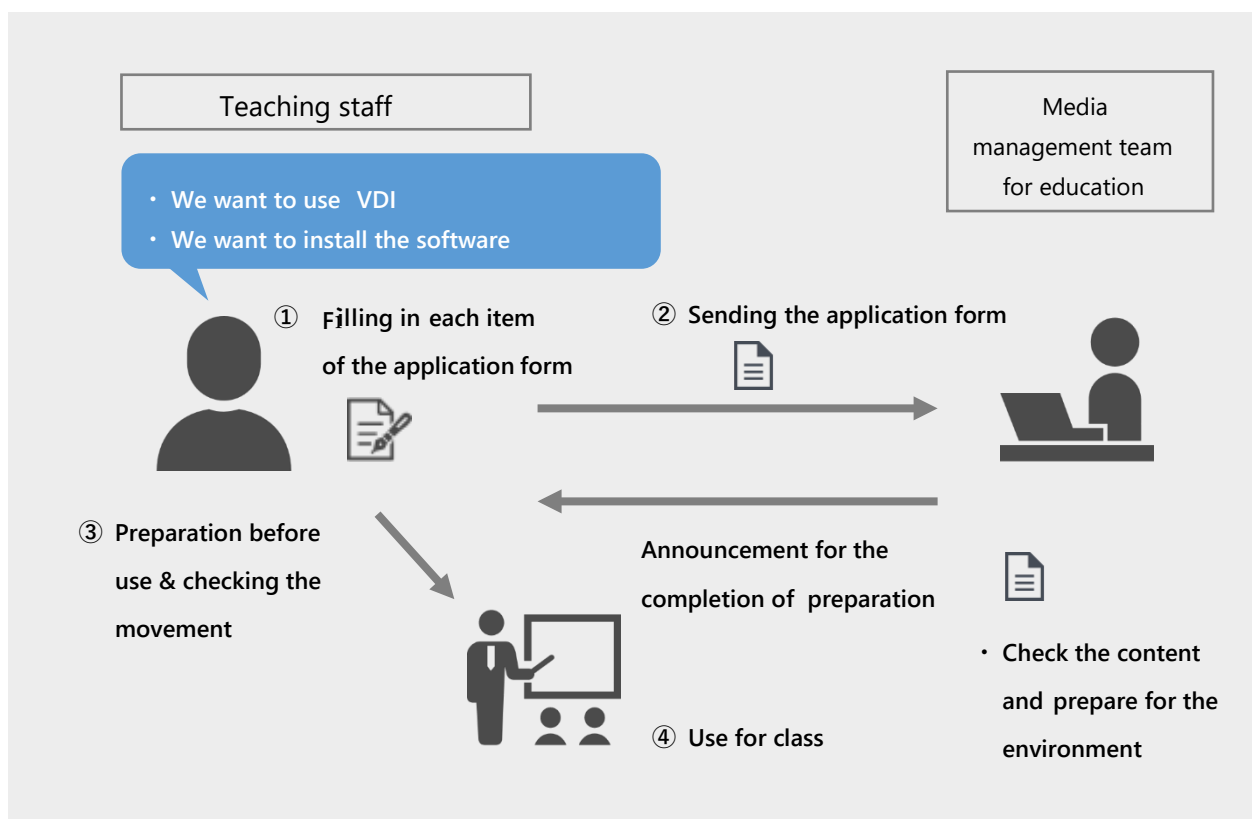 Teaching staff
Media
management team
for education
・ We want to use VDI
・ We want to install the software
① Filling in each item
of the application form
② Sending the application form
③ Preparation before
use & checking the
movement
Announcement for the
completion of preparation
・ Check the content
and prepare for the
environment
④ Use for class